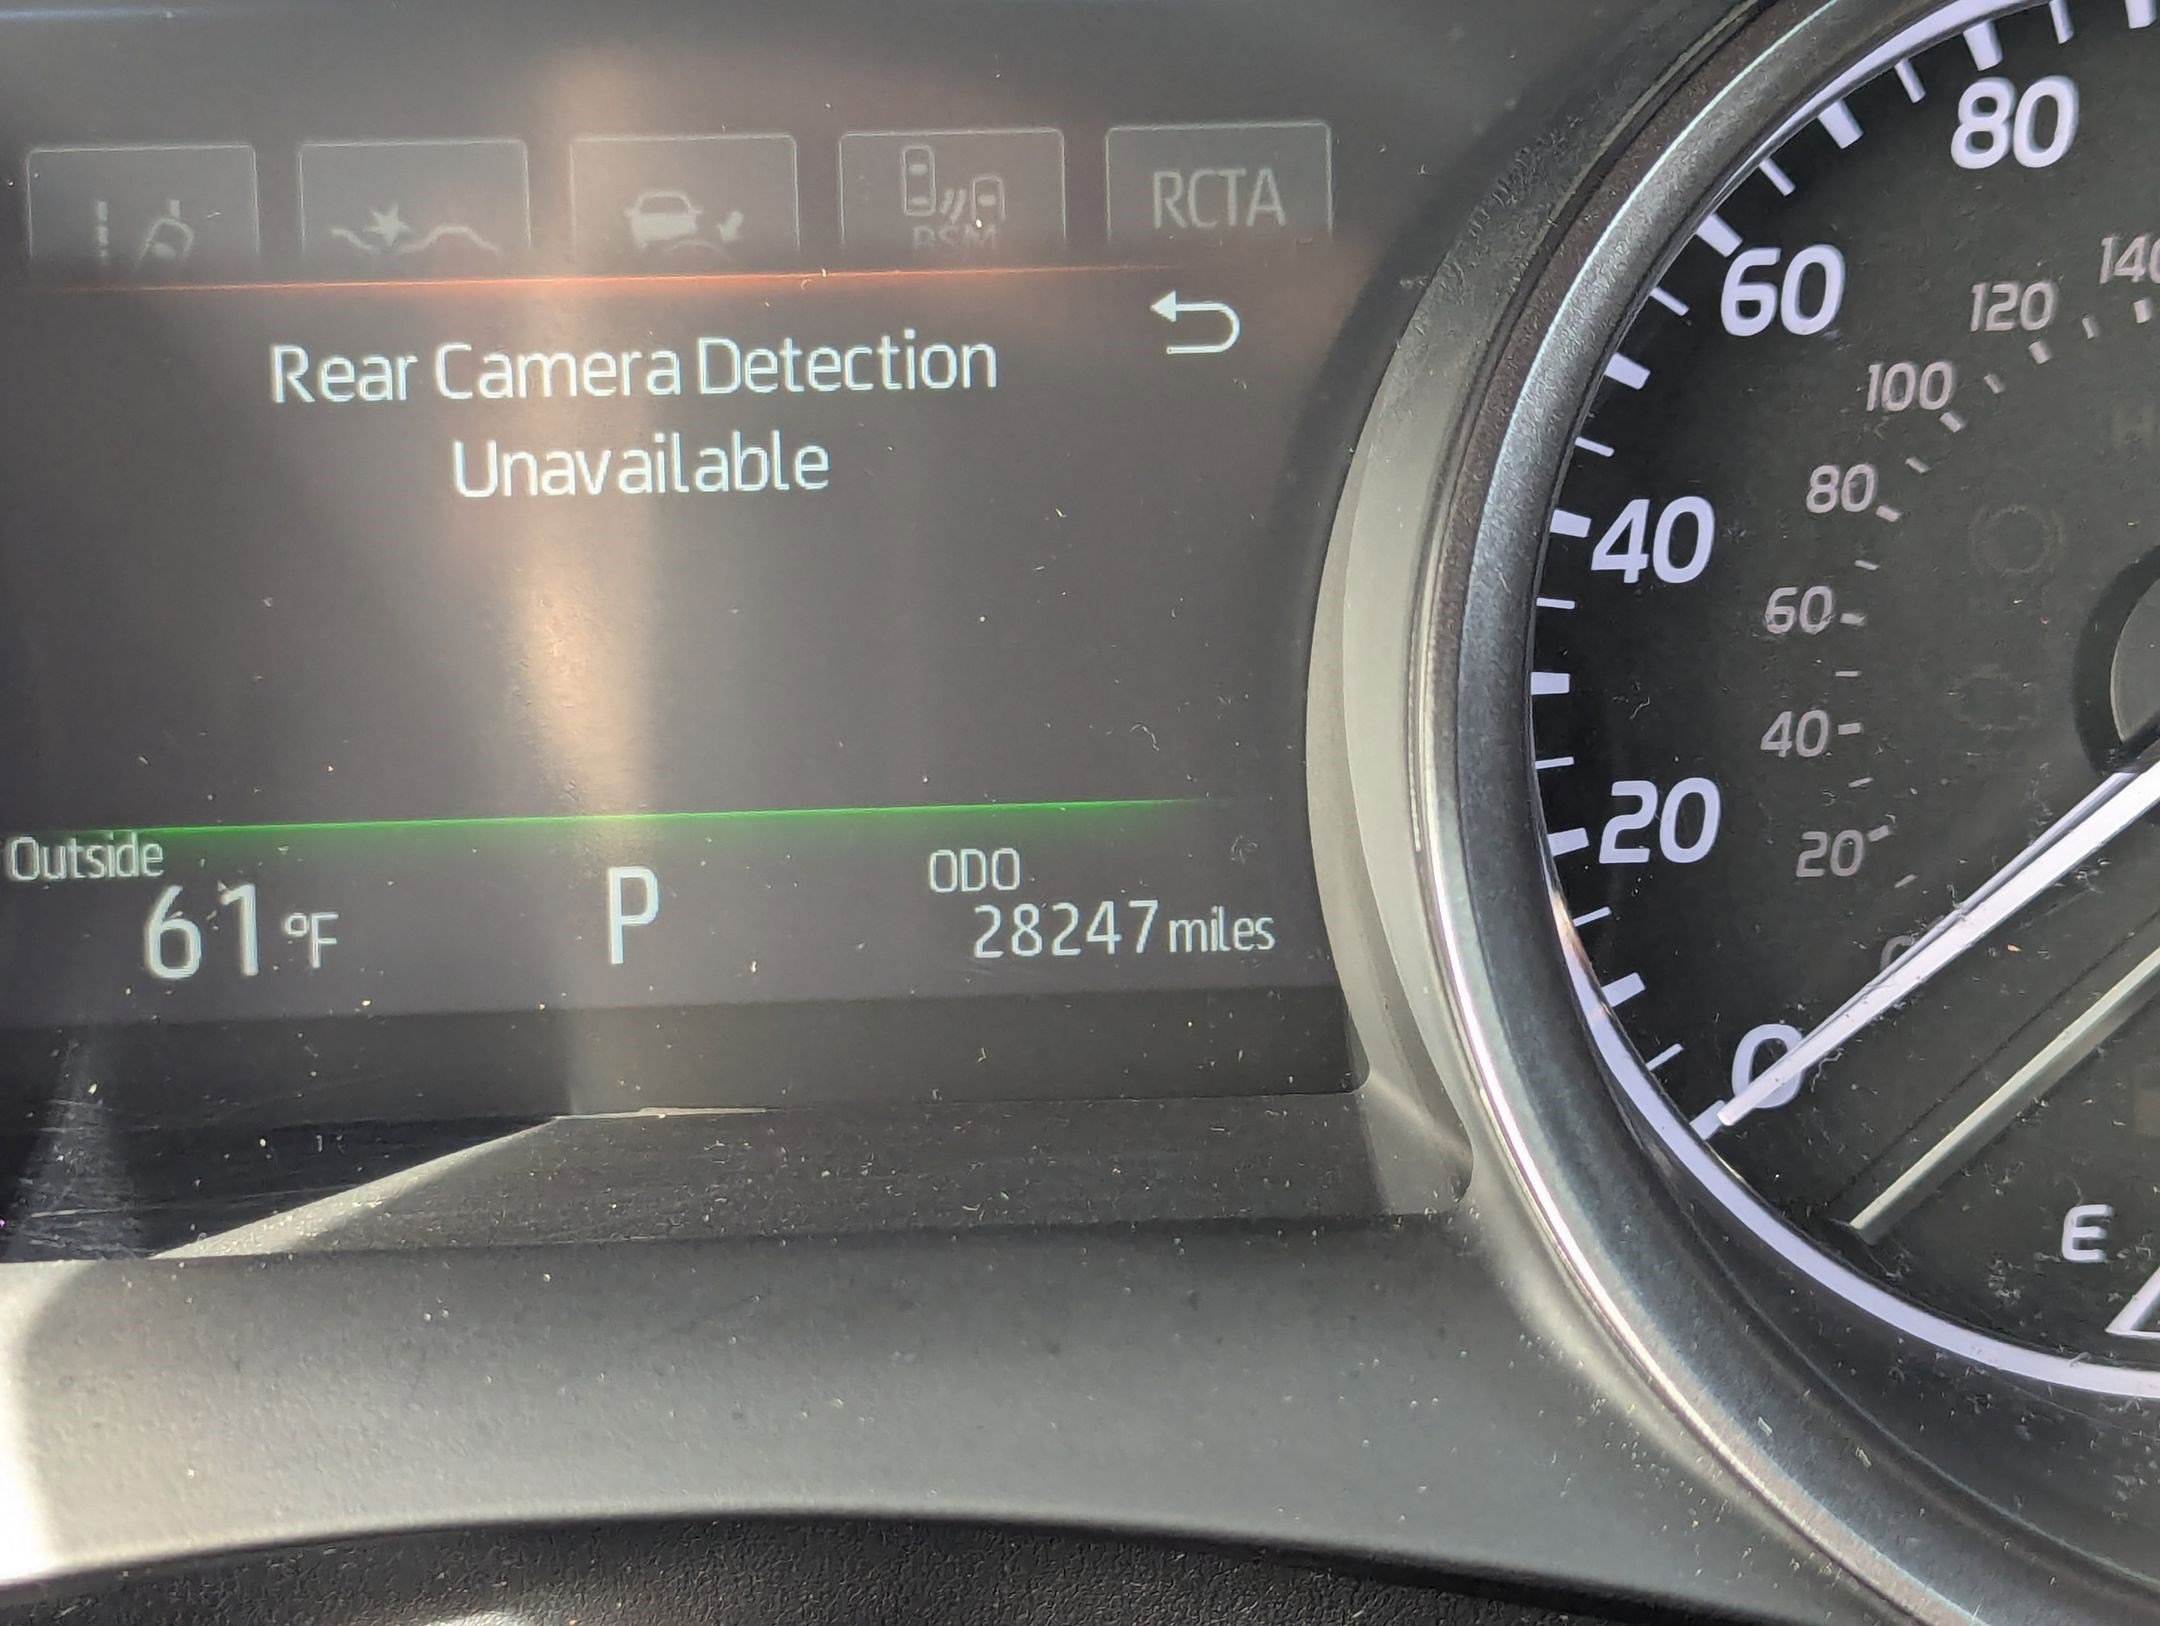 BSM
RCTA
Rear Camera Detection
Unavailable
Outside
61 °F
P
ODO
28247 miles
80
60
40
20
0
140
120
100
80
60
40
20
E